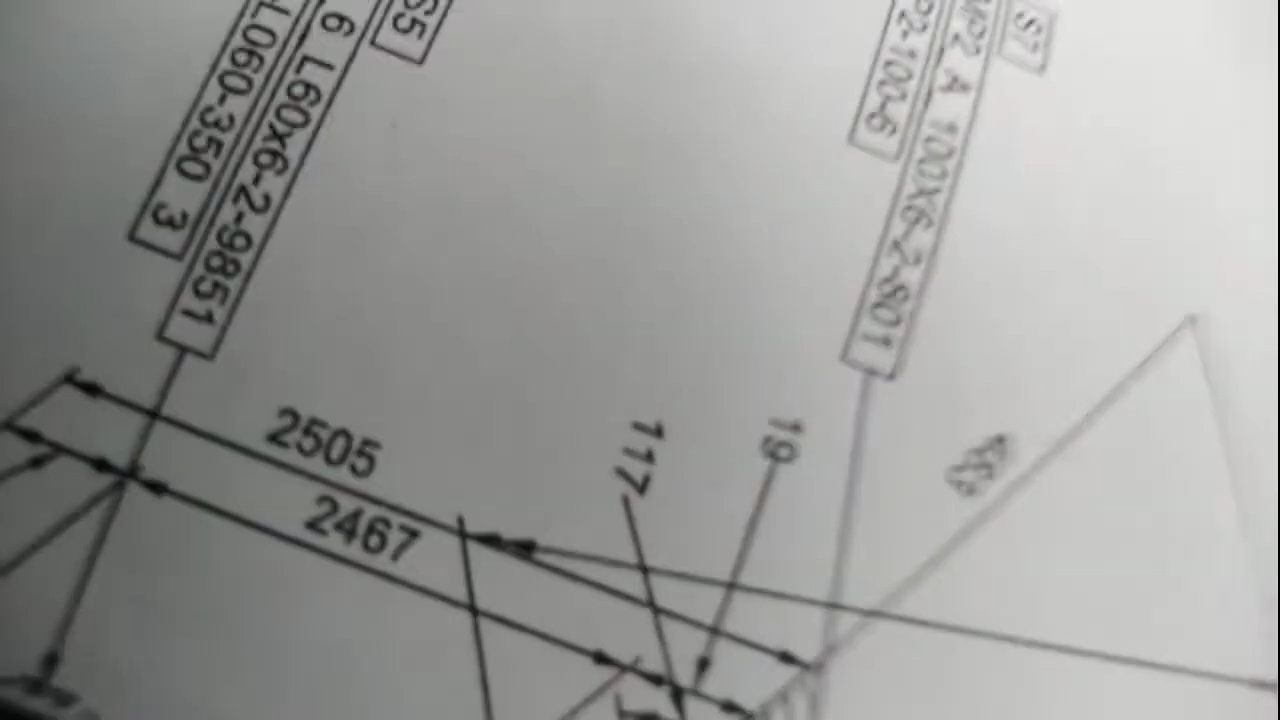 L060-350 3
6 L60x6-2-9851
S5
P2-100-6
MP2 A 100X6-2-801
S7
2505
2467
117
19